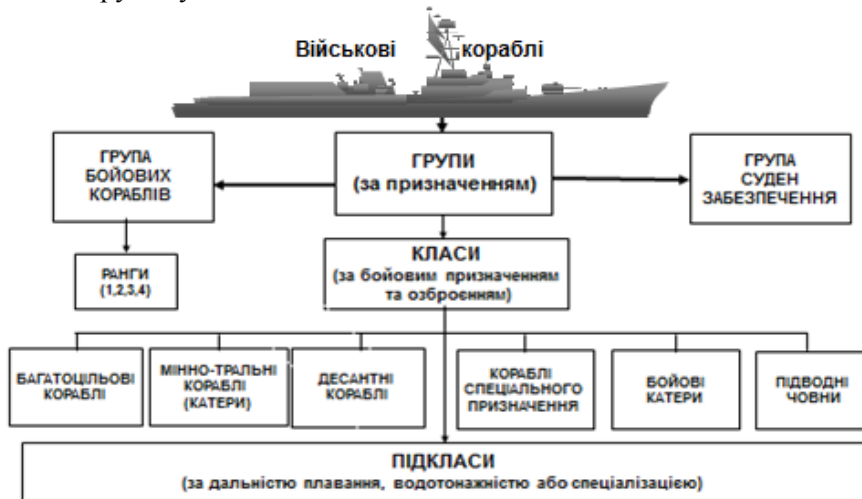 Військові кораблі
ГРУПА
БОЙОВИХ
КОРАБЛІВ
ГРУПИ
(за призначенням)
ГРУПА
СУДЕН
ЗАБЕЗПЕЧЕННЯ
РАНГИ
(1,2,3,4)
КЛАСИ
(за бойовим призначенням
та озброєнням)
БАГАТОЦІЛЬОВІ
КОРАБЛІ
МІННО-ТРАЛЬНІ
КОРАБЛІ
(КАТЕРИ)
ДЕСАНТНІ
КОРАБЛІ
КОРАБЛІ
СПЕЦІАЛЬНОГО
ПРИЗНАЧЕННЯ
БОЙОВІ
КАТЕРИ
ПІДВОДНІ
ЧОВНИ
ПІДКЛАСИ
(за дальністю плавання, водотонажністю або спеціалізацією)